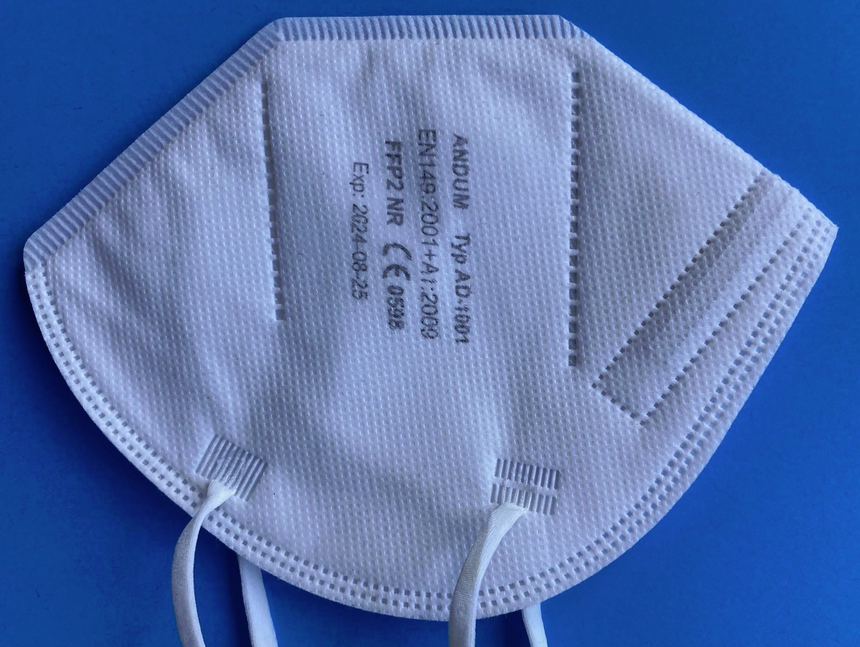 ANDUM Typ AD-1001
EN149:2001+A1:2009
FFP2 NR CE 0598
Exp: 2024-08-25